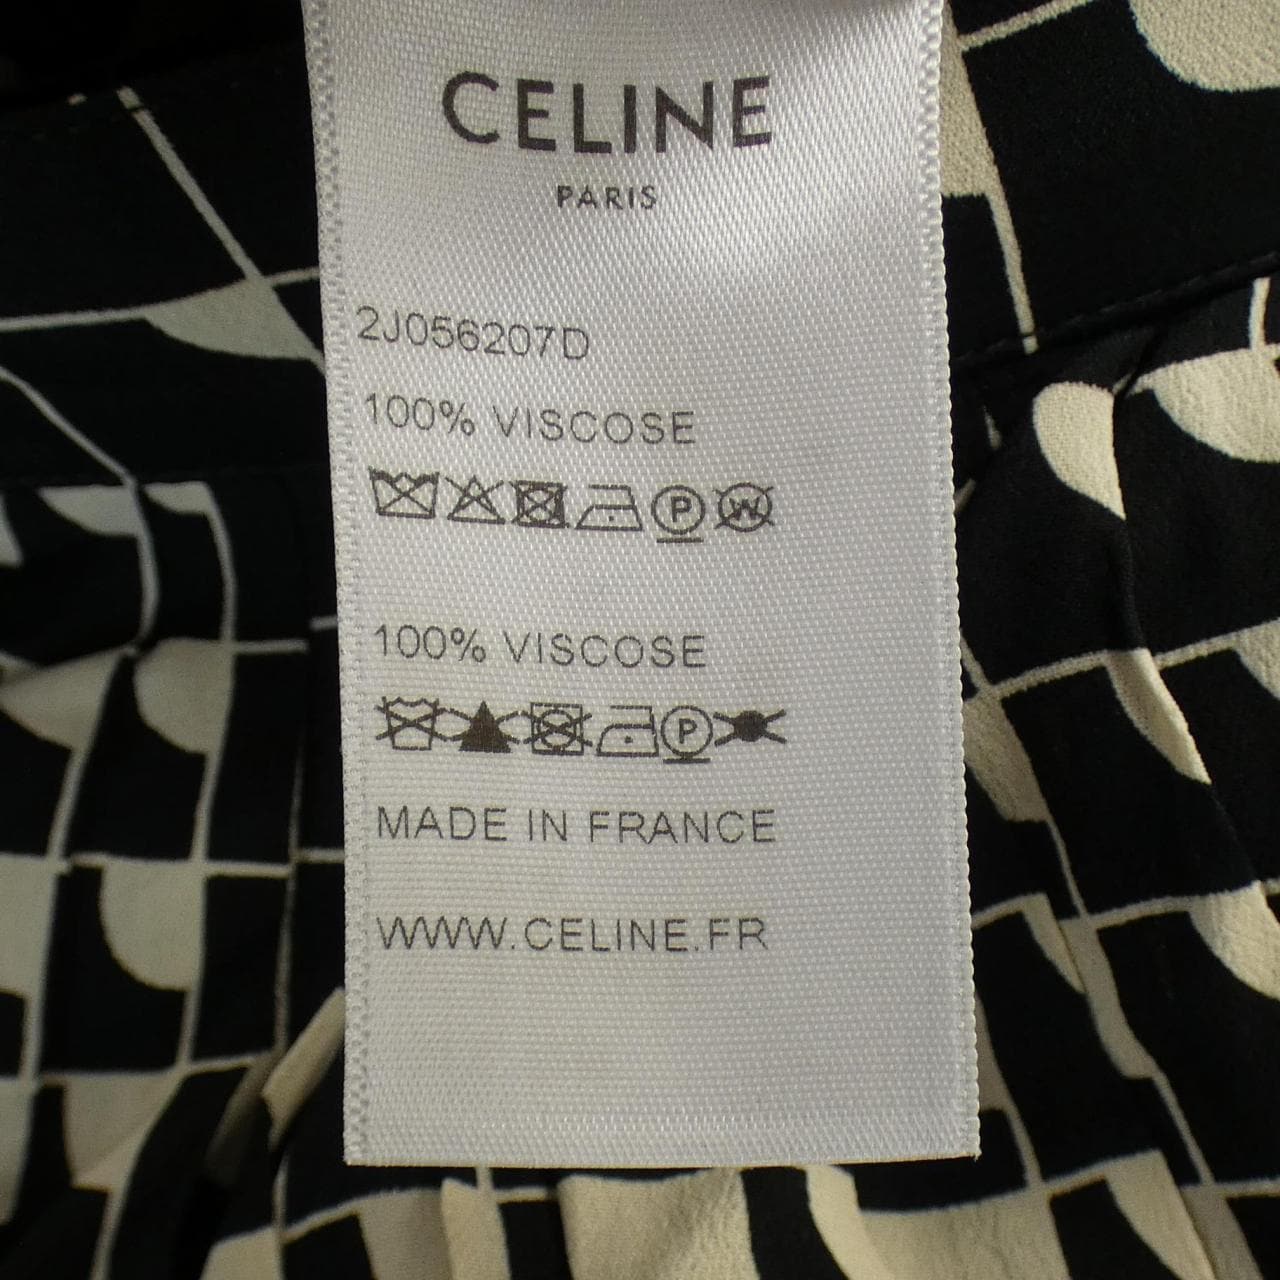 CELINE
PARIS
2J056207D
100% VISCOSE
P W
100% VISCOSE
P
MADE IN FRANCE
WWW.CELINE.FR